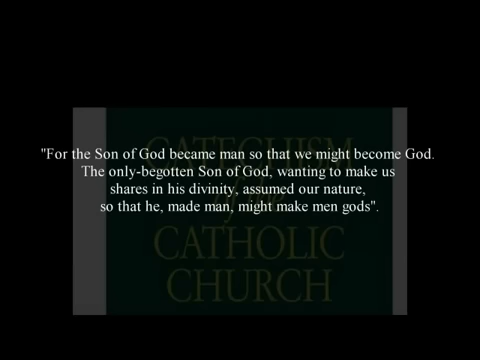 "For the Son of God became man so that we might become God.
The only-begotten Son of God, wanting to make us
shares in his divinity, assumed our nature,
so that he, made man, might make men gods".
CATECHISM
of the
CATHOLIC
CHURCH